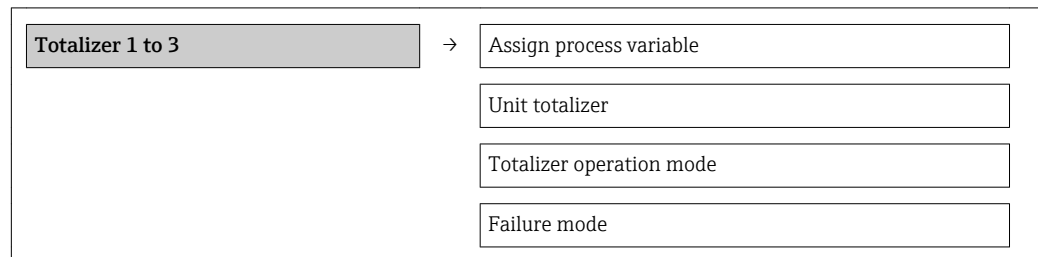 Totalizer 1 to 3 → Assign process variable
Unit totalizer
Totalizer operation mode
Failure mode